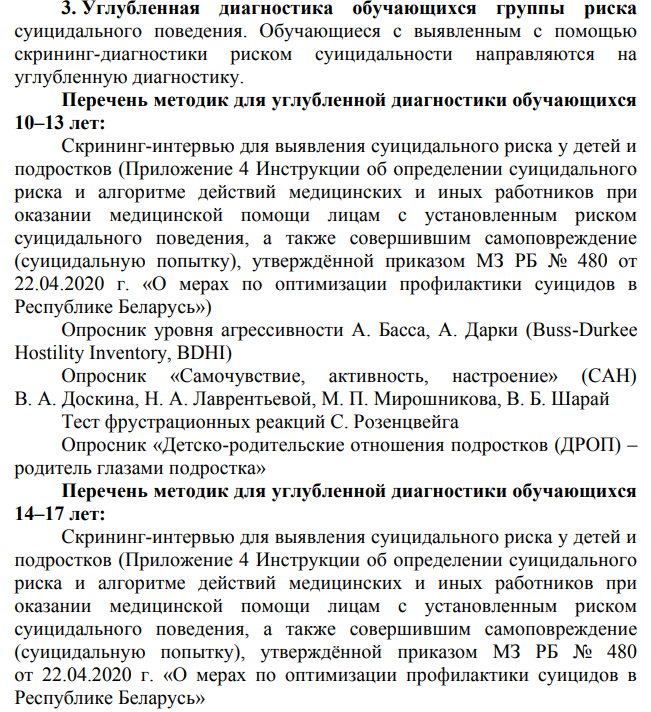 3. Углубленная диагностика обучающихся группы риска
суицидального поведения. Обучающиеся с выявленным с помощью
скрининг-диагностики риском суицидальности направляются на
углубленную диагностику.
Перечень методик для углубленной диагностики обучающихся
10–13 лет:
Скрининг-интервью для выявления суицидального риска у детей и
подростков (Приложение 4 Инструкции об определении суицидального
риска и алгоритме действий медицинских и иных работников при
оказании медицинской помощи лицам с установленным риском
суицидального поведения, а также совершившим самоповреждение
(суицидальную попытку), утверждённой приказом МЗ РБ № 480 от
22.04.2020 г. «О мерах по оптимизации профилактики суицидов в
Республике Беларусь»)
Опросник уровня агрессивности А. Басса, А. Дарки (Buss-Durkee
Hostility Inventory, BDHI)
Опросник «Самочувствие, активность, настроение» (САН)
В. А. Доскина, Н. А. Лаврентьевой, М. П. Мирошникова, В. Б. Шарай
Тест фрустрационных реакций С. Розенцвейга
Опросник «Детско-родительские отношения подростков (ДРОП) –
родитель глазами подростка»
Перечень методик для углубленной диагностики обучающихся
14–17 лет:
Скрининг-интервью для выявления суицидального риска у детей и
подростков (Приложение 4 Инструкции об определении суицидального
риска и алгоритме действий медицинских и иных работников при
оказании медицинской помощи лицам с установленным риском
суицидального поведения, а также совершившим самоповреждение
(суицидальную попытку), утверждённой приказом МЗ РБ № 480
от 22.04.2020 г. «О мерах по оптимизации профилактики суицидов в
Республике Беларусь»